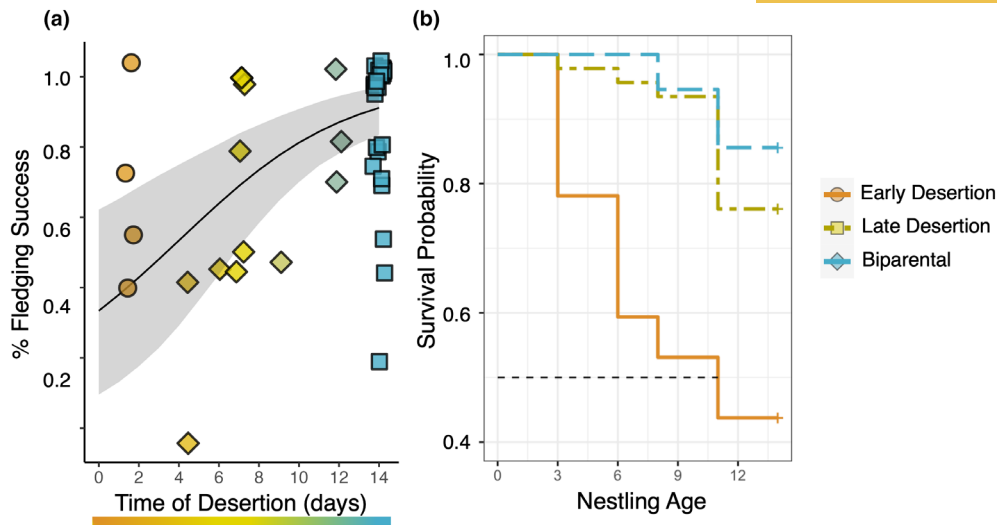 (a)
% Fledging Success
1.0
0.8
0.6
0.4
0.2
0 2 4 6 8 10 12 14
Time of Desertion (days)
(b)
Survival Probability
1.0
0.8
0.6
0.4
0 3 6 9 12
Nestling Age
Early Desertion
Late Desertion
Biparental